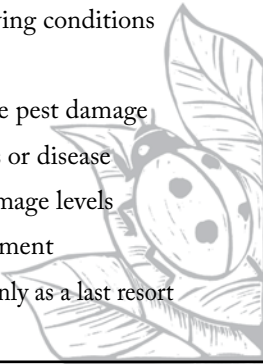 ving conditions
e pest damage
s or disease
mage levels
ment
nly as a last resort